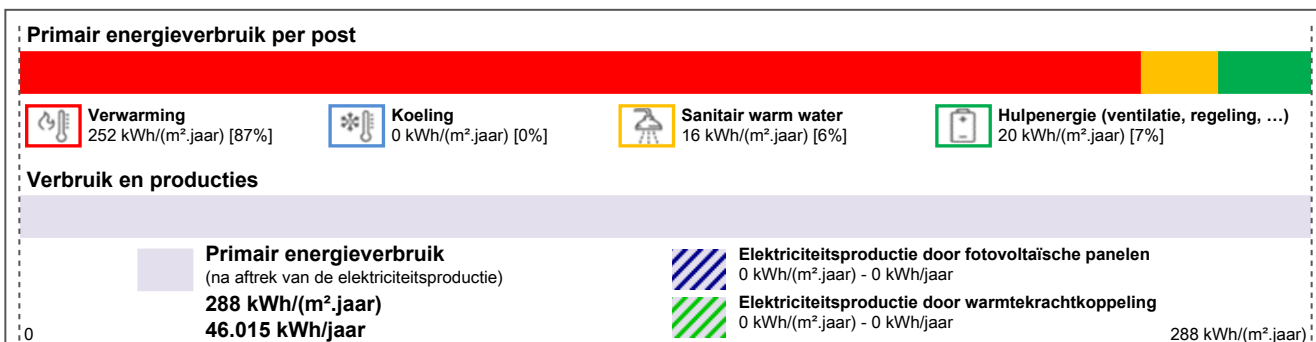 Primair energieverbruik per post
Verwarming
252 kWh/(m².jaar) [87%]
Koeling
0 kWh/(m².jaar) [0%]
Sanitair warm water
16 kWh/(m².jaar) [6%]
Hulpenergie (ventilatie, regeling, …)
20 kWh/(m².jaar) [7%]
Verbruik en producties
Primair energieverbruik
(na aftrek van de elektriciteitsproductie)
288 kWh/(m².jaar)
46.015 kWh/jaar
Elektriciteitsproductie door fotovoltaïsche panelen
0 kWh/(m².jaar) - 0 kWh/jaar
Elektriciteitsproductie door warmtekrachtkoppeling
0 kWh/(m².jaar) - 0 kWh/jaar
0
288 kWh/(m².jaar)